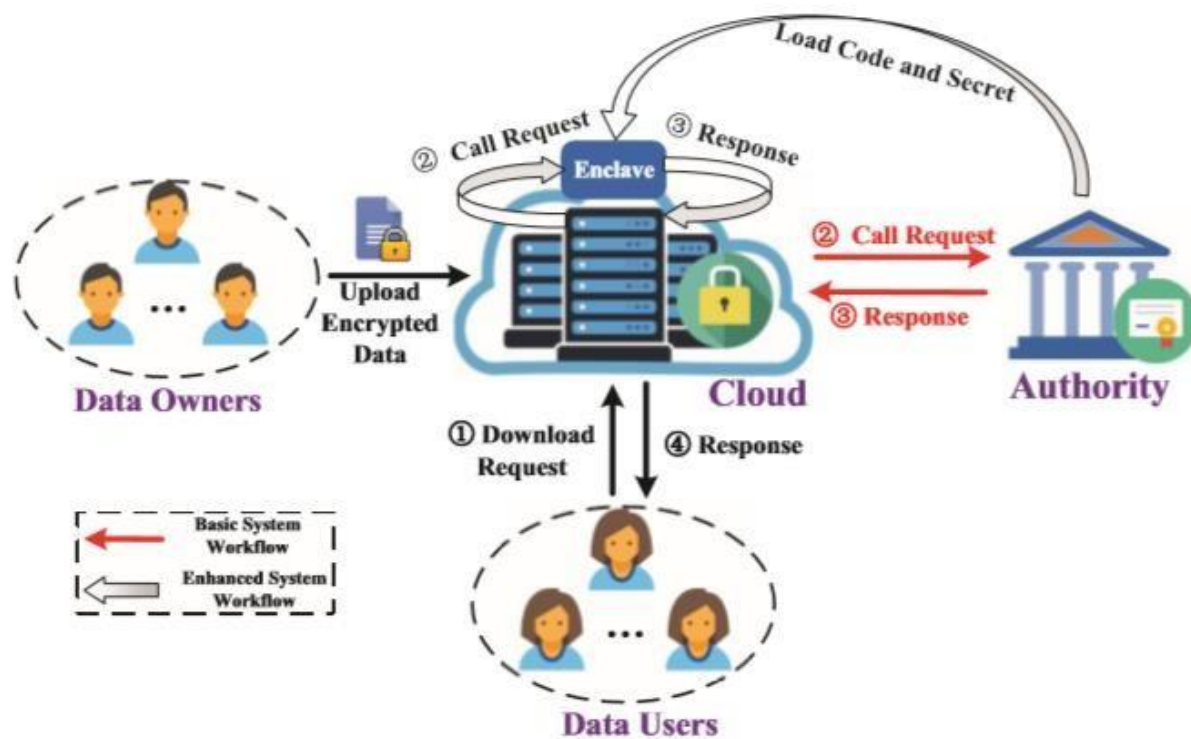 Load Code and Secret
② Call Request
③ Response
Enclave
② Call Request
③ Response
Upload
Encrypted
Data
...
Data Owners
Cloud
Authority
① Download
Request
④ Response
Basic System
Workflow
Enhanced System
Workflow
...
Data Users